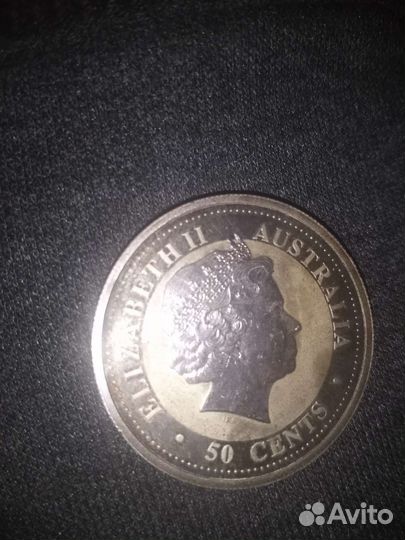 ELIZABETH II
AUSTRALIA
50 CENTS
Avito